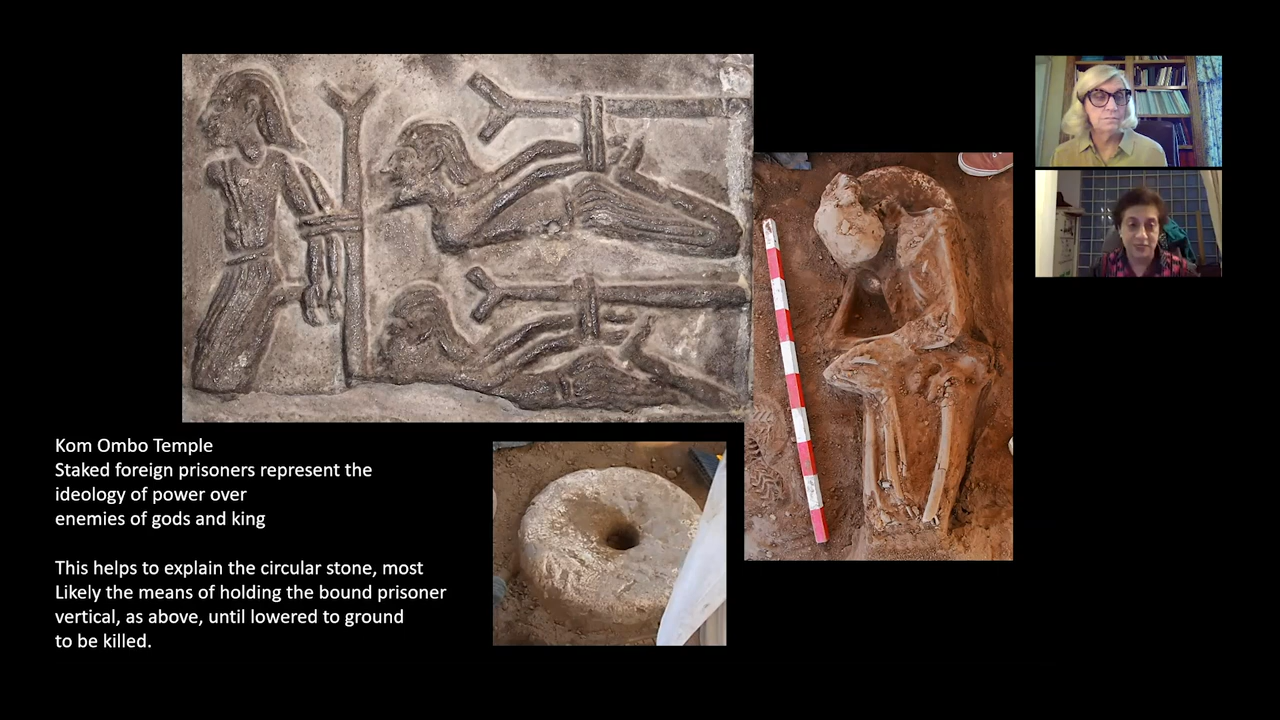 Kom Ombo Temple
Staked foreign prisoners represent the
ideology of power over
enemies of gods and king
This helps to explain the circular stone, most
Likely the means of holding the bound prisoner
vertical, as above, until lowered to ground
to be killed.